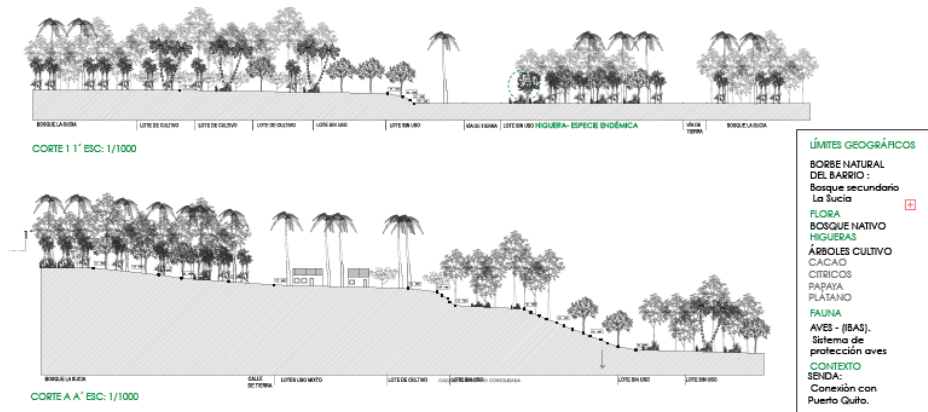 BOSQUE LA SUCIA
LOTE DE CULTIVO
LOTE DE CULTIVO
LOTE DE CULTIVO
LOTE SIN USO
LOTE SIN USO
VÍA DE TIERRA
LOTE SIN USO
HIGUERA- ESPECIE ENDÉMICA
VÍA DE
TIERRA
BOSQUE LA SUCIA
CORTE 1 1´ ESC: 1/1000
1´
BOSQUE LA SUCIA
CALLE
DE TIERRA
LOTES USO MIXTO
LOTE DE CULTIVO
LOTE SIN USO
CONSOLIDADA
LOTE SIN USO
LOTE SIN USO
CORTE A A´ ESC: 1/1000
LÍMITES GEOGRÁFICOS
BORBE NATURAL
DEL BARRIO :
Bosque secundario
La Sucia
FLORA
BOSQUE NATIVO
HIGUERAS
ÁRBOLES CULTIVO
CACAO
CITRICOS
PAPAYA
PLÁTANO
FAUNA
AVES - (IBAS).
Sistema de
protección aves
CONTEXTO
SENDA:
Conexiòn con
Puerto Quito.